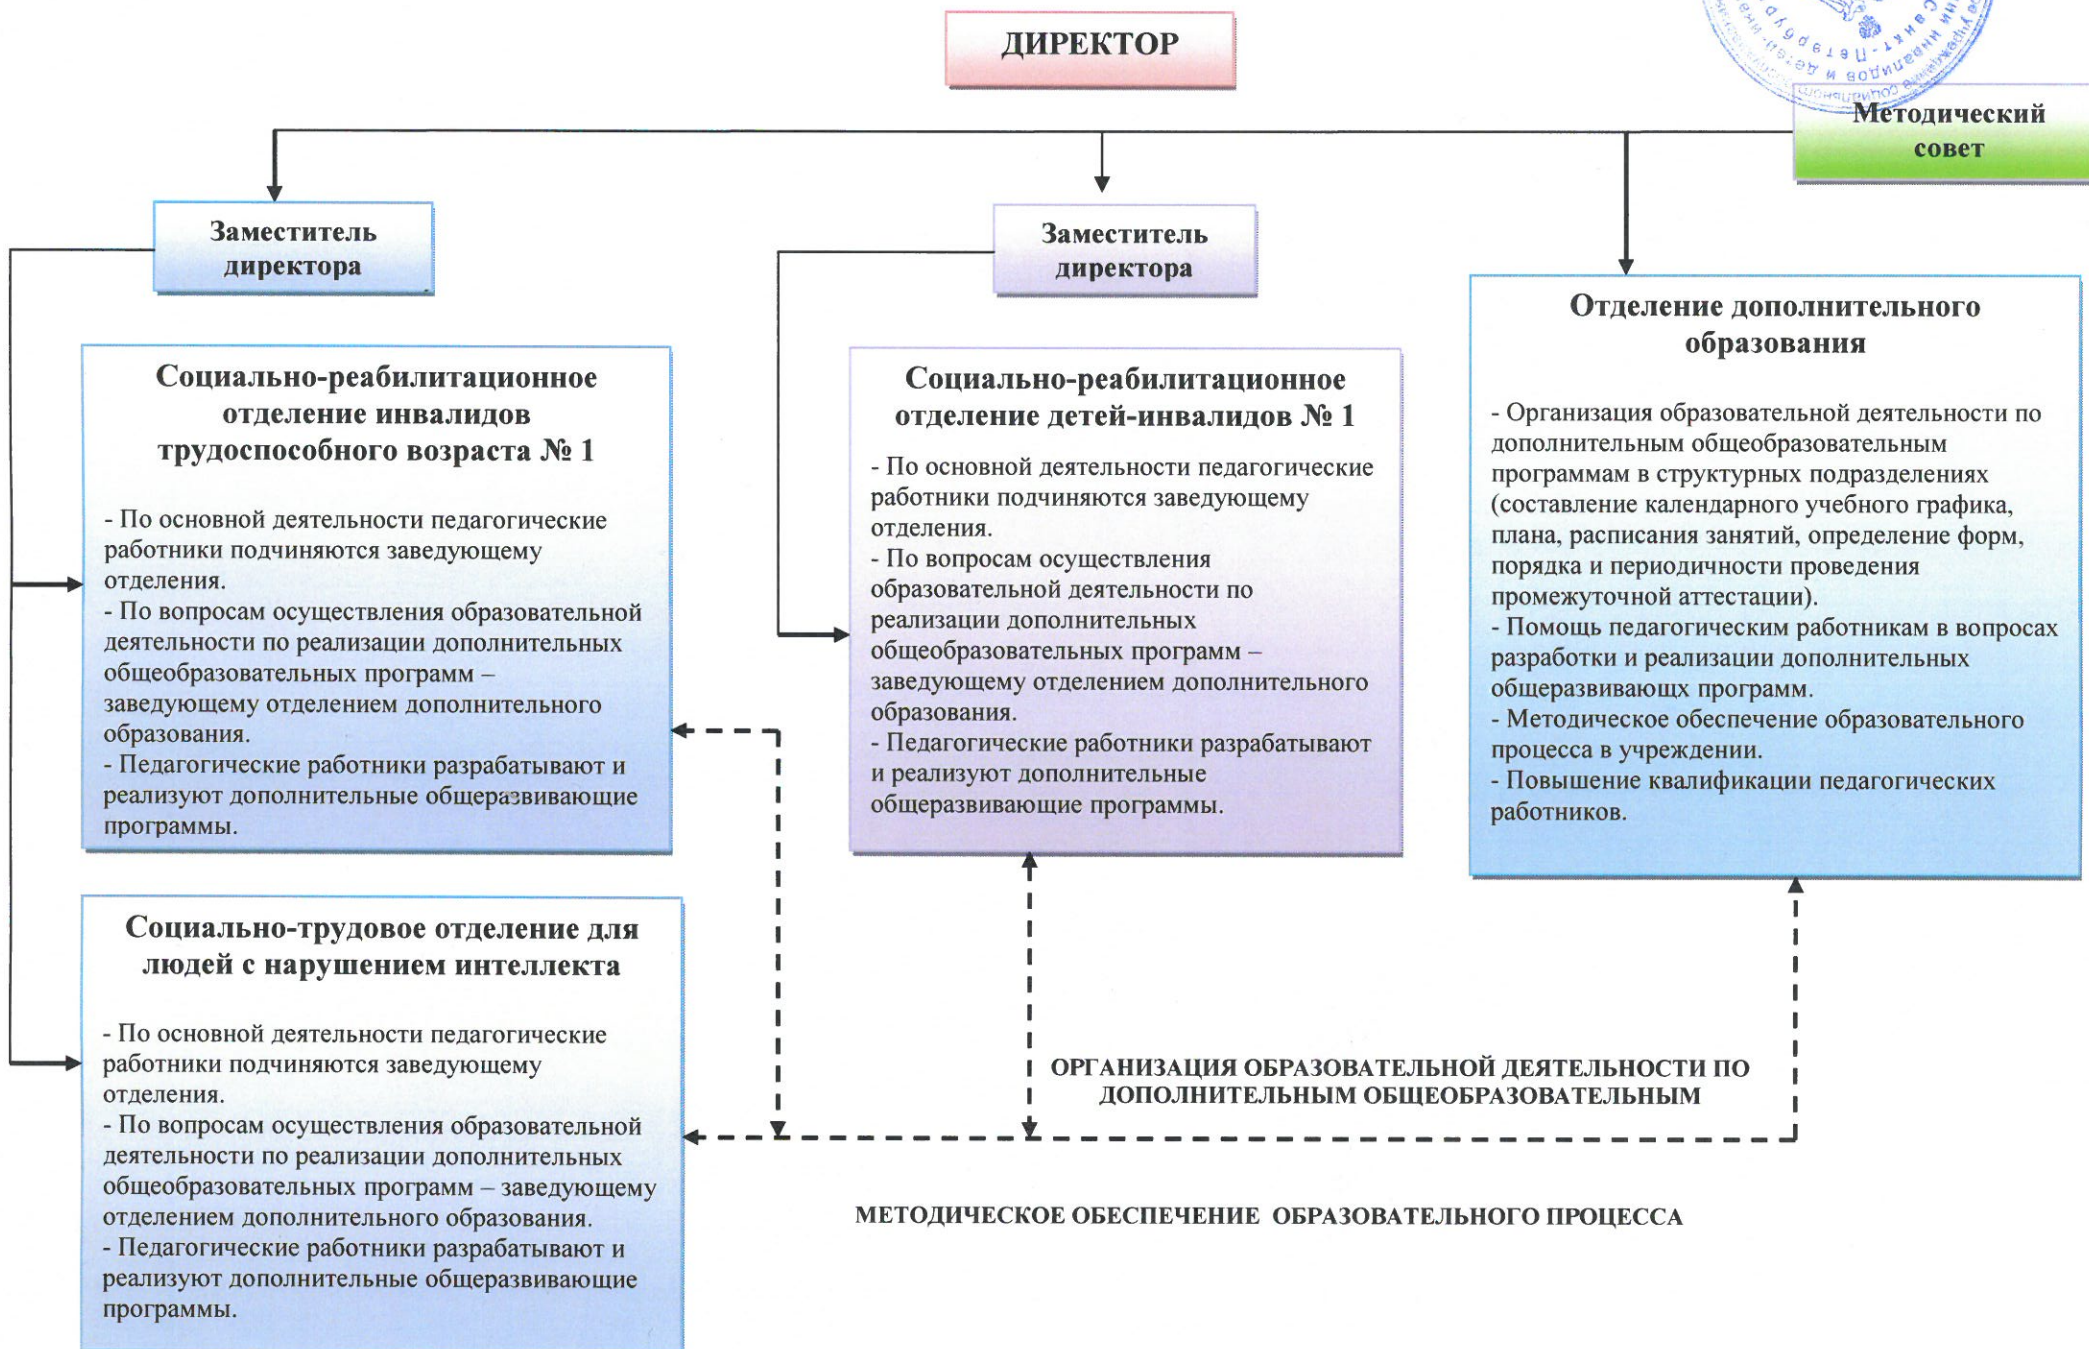 ДИРЕКТОР
Санкт-Петербур
инвалидов и детей-
Методический
совет
Заместитель
директора
Заместитель
директора
Социально-реабилитационное
отделение инвалидов
трудоспособного возраста № 1
- По основной деятельности педагогические
работники подчиняются заведующему
отделения.
- По вопросам осуществления образовательной
деятельности по реализации дополнительных
общеобразовательных программ –
заведующему отделением дополнительного
образования.
- Педагогические работники разрабатывают и
реализуют дополнительные общеразвивающие
программы.
Социально-реабилитационное
отделение детей-инвалидов № 1
- По основной деятельности педагогические
работники подчиняются заведующему
отделения.
- По вопросам осуществления
образовательной деятельности по
реализации дополнительных
общеобразовательных программ –
заведующему отделением дополнительного
образования.
- Педагогические работники разрабатывают
и реализуют дополнительные
общеразвивающие программы.
Отделение дополнительного
образования
- Организация образовательной деятельности по
дополнительным общеобразовательным
программам в структурных подразделениях
(составление календарного учебного графика,
плана, расписания занятий, определение форм,
порядка и периодичности проведения
промежуточной аттестации).
- Помощь педагогическим работникам в вопросах
разработки и реализации дополнительных
общеразвивающх программ.
- Методическое обеспечение образовательного
процесса в учреждении.
- Повышение квалификации педагогических
работников.
Социально-трудовое отделение для
людей с нарушением интеллекта
- По основной деятельности педагогические
работники подчиняются заведующему
отделения.
- По вопросам осуществления образовательной
деятельности по реализации дополнительных
общеобразовательных программ – заведующему
отделением дополнительного образования.
- Педагогические работники разрабатывают и
реализуют дополнительные общеразвивающие
программы.
ОРГАНИЗАЦИЯ ОБРАЗОВАТЕЛЬНОЙ ДЕЯТЕЛЬНОСТИ ПО
ДОПОЛНИТЕЛЬНЫМ ОБЩЕОБРАЗОВАТЕЛЬНЫМ
МЕТОДИЧЕСКОЕ ОБЕСПЕЧЕНИЕ ОБРАЗОВАТЕЛЬНОГО ПРОЦЕССА